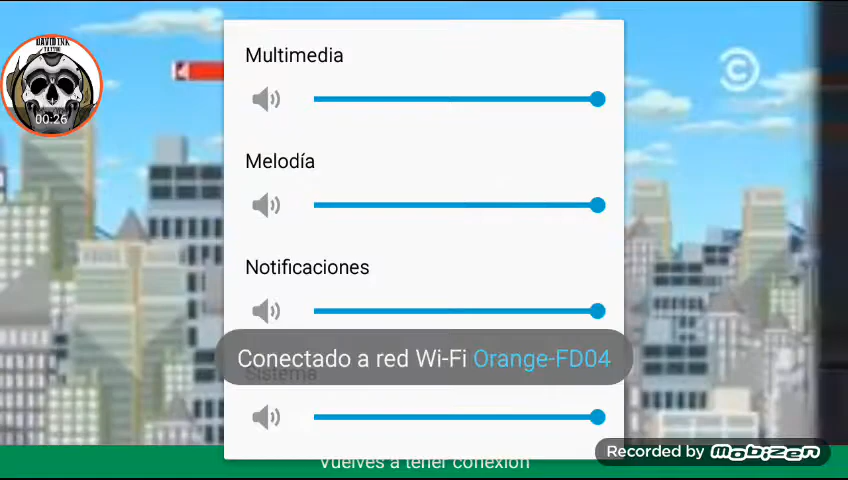 Multimedia
DAVID INK
TATTOO
00:26
Melodía
Notificaciones
Conectado a red Wi-Fi Orange-FD04
Sistema
Recorded by Mobizen
Vuelves a tener conexión